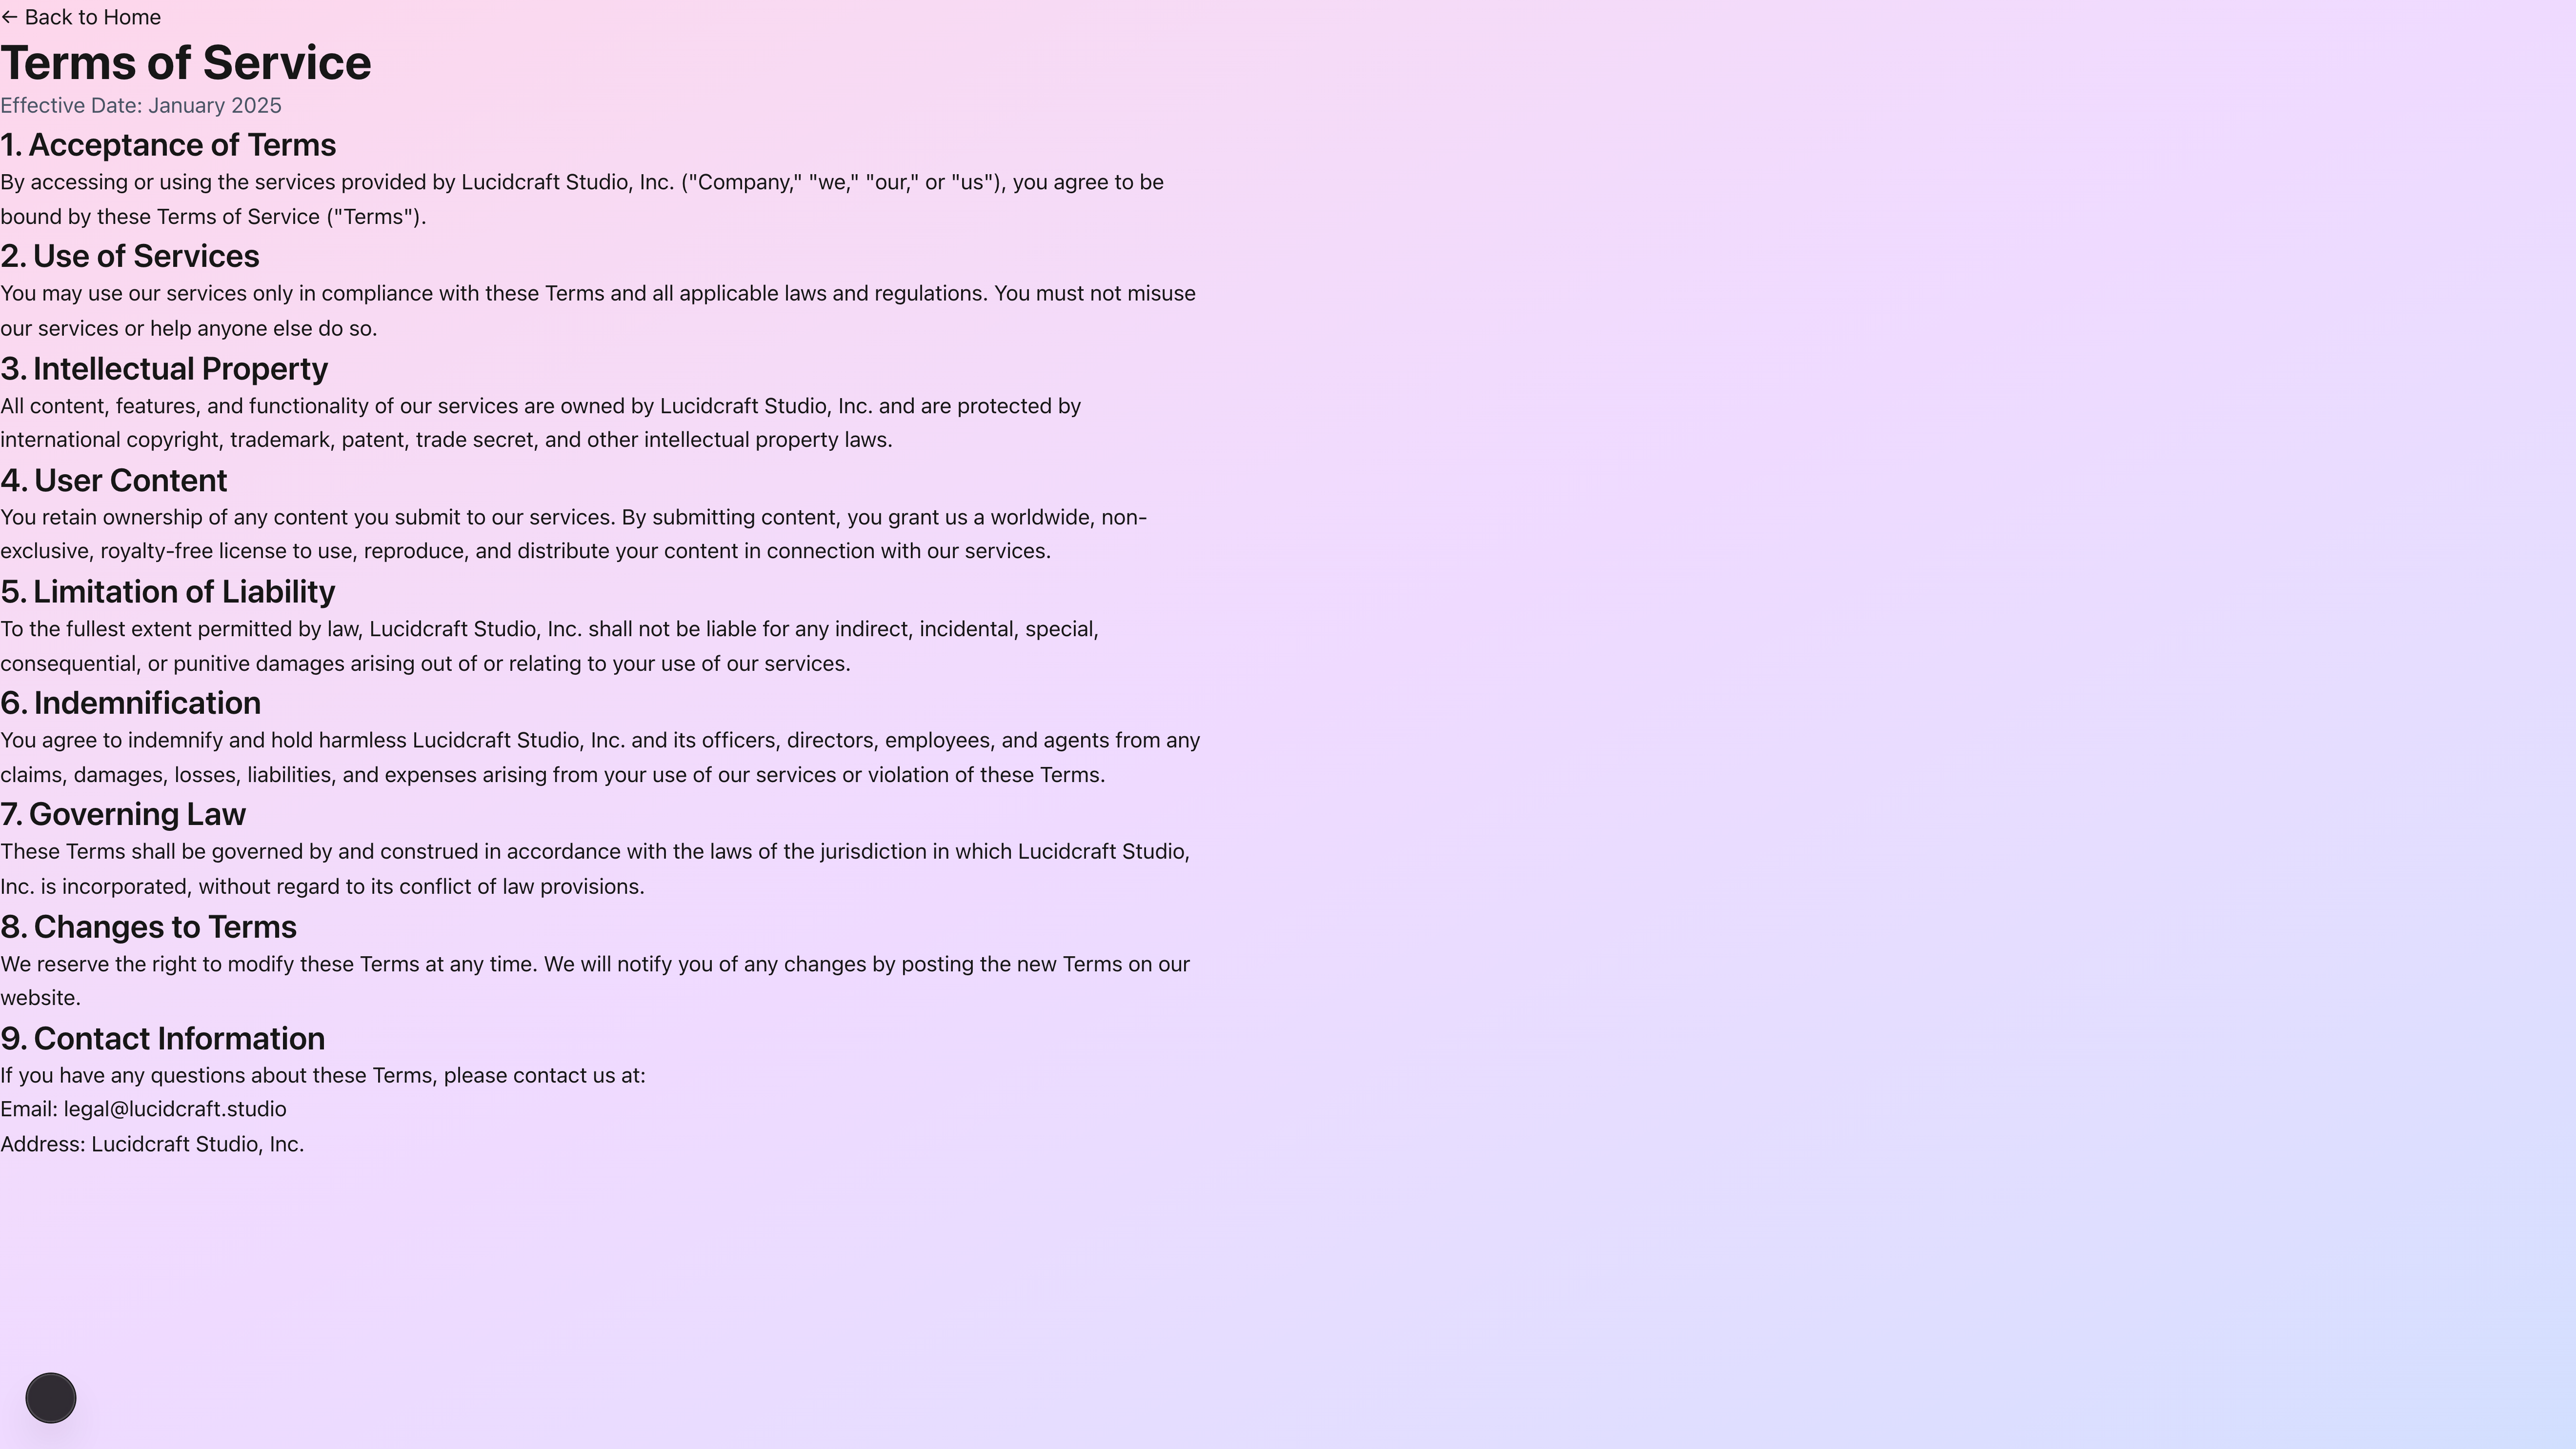 ← Back to Home
Terms of Service
Effective Date: January 2025
1. Acceptance of Terms
By accessing or using the services provided by Lucidcraft Studio, Inc. ("Company," "we," "our," or "us"), you agree to be
bound by these Terms of Service ("Terms").
2. Use of Services
You may use our services only in compliance with these Terms and all applicable laws and regulations. You must not misuse
our services or help anyone else do so.
3. Intellectual Property
All content, features, and functionality of our services are owned by Lucidcraft Studio, Inc. and are protected by
international copyright, trademark, patent, trade secret, and other intellectual property laws.
4. User Content
You retain ownership of any content you submit to our services. By submitting content, you grant us a worldwide, non-
exclusive, royalty-free license to use, reproduce, and distribute your content in connection with our services.
5. Limitation of Liability
To the fullest extent permitted by law, Lucidcraft Studio, Inc. shall not be liable for any indirect, incidental, special,
consequential, or punitive damages arising out of or relating to your use of our services.
6. Indemnification
You agree to indemnify and hold harmless Lucidcraft Studio, Inc. and its officers, directors, employees, and agents from any
claims, damages, losses, liabilities, and expenses arising from your use of our services or violation of these Terms.
7. Governing Law
These Terms shall be governed by and construed in accordance with the laws of the jurisdiction in which Lucidcraft Studio,
Inc. is incorporated, without regard to its conflict of law provisions.
8. Changes to Terms
We reserve the right to modify these Terms at any time. We will notify you of any changes by posting the new Terms on our
website.
9. Contact Information
If you have any questions about these Terms, please contact us at:
Email: legal@lucidcraft.studio
Address: Lucidcraft Studio, Inc.